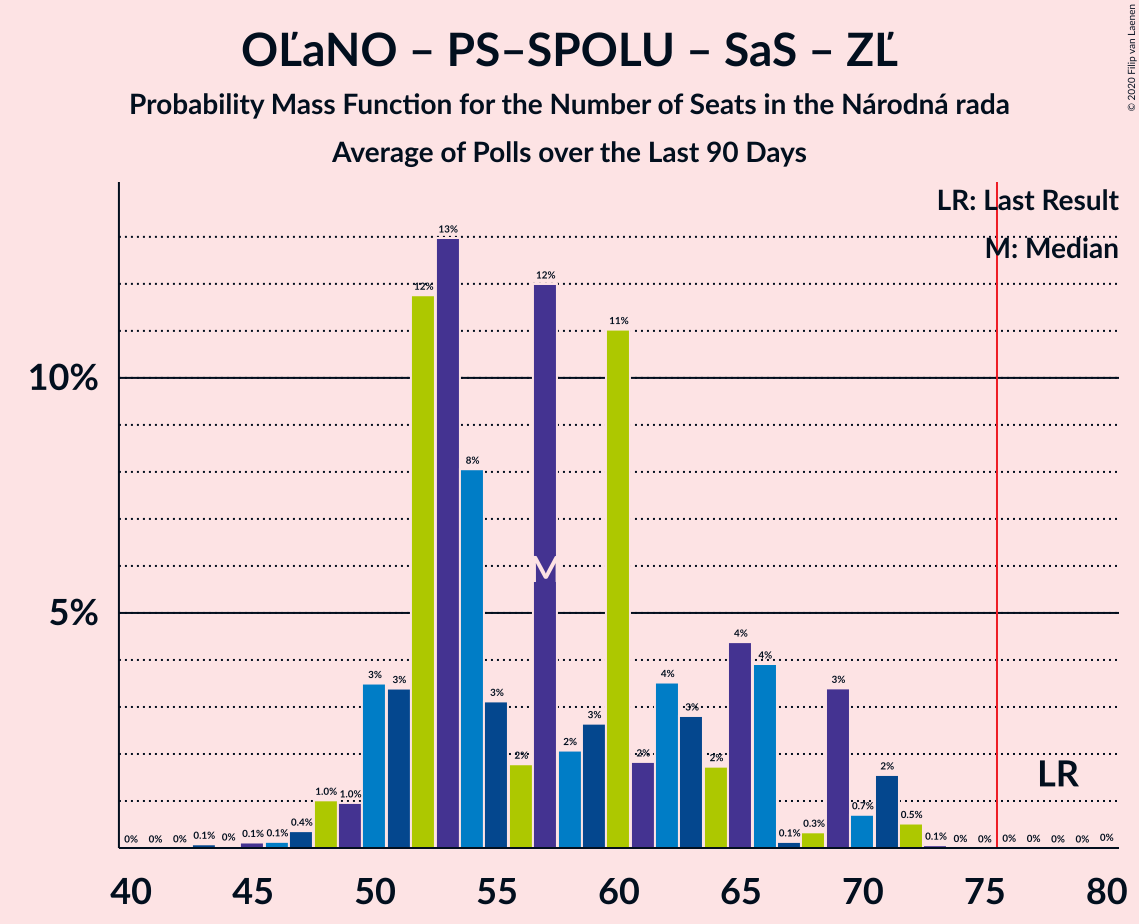 OĽaNO – PS–SPOLU – SaS – ZĽ
Probability Mass Function for the Number of Seats in the Národná rada
Average of Polls over the Last 90 Days
© 2020 Filip van Laenen
LR: Last Result
M: Median
10%
5%
0% 0% 0% 0.1% 0% 0.1% 0.1% 0.4% 1.0% 1.0% 3% 3% 12% 13% 8% 3% 2% 12% 2% 3% 11% 2% 4% 3% 2% 4% 4% 0.1% 0.3% 3% 0.7% 2% 0.5% 0.1% 0% 0% 0% 0% 0% 0% 0%
M
LR
40 45 50 55 60 65 70 75 80